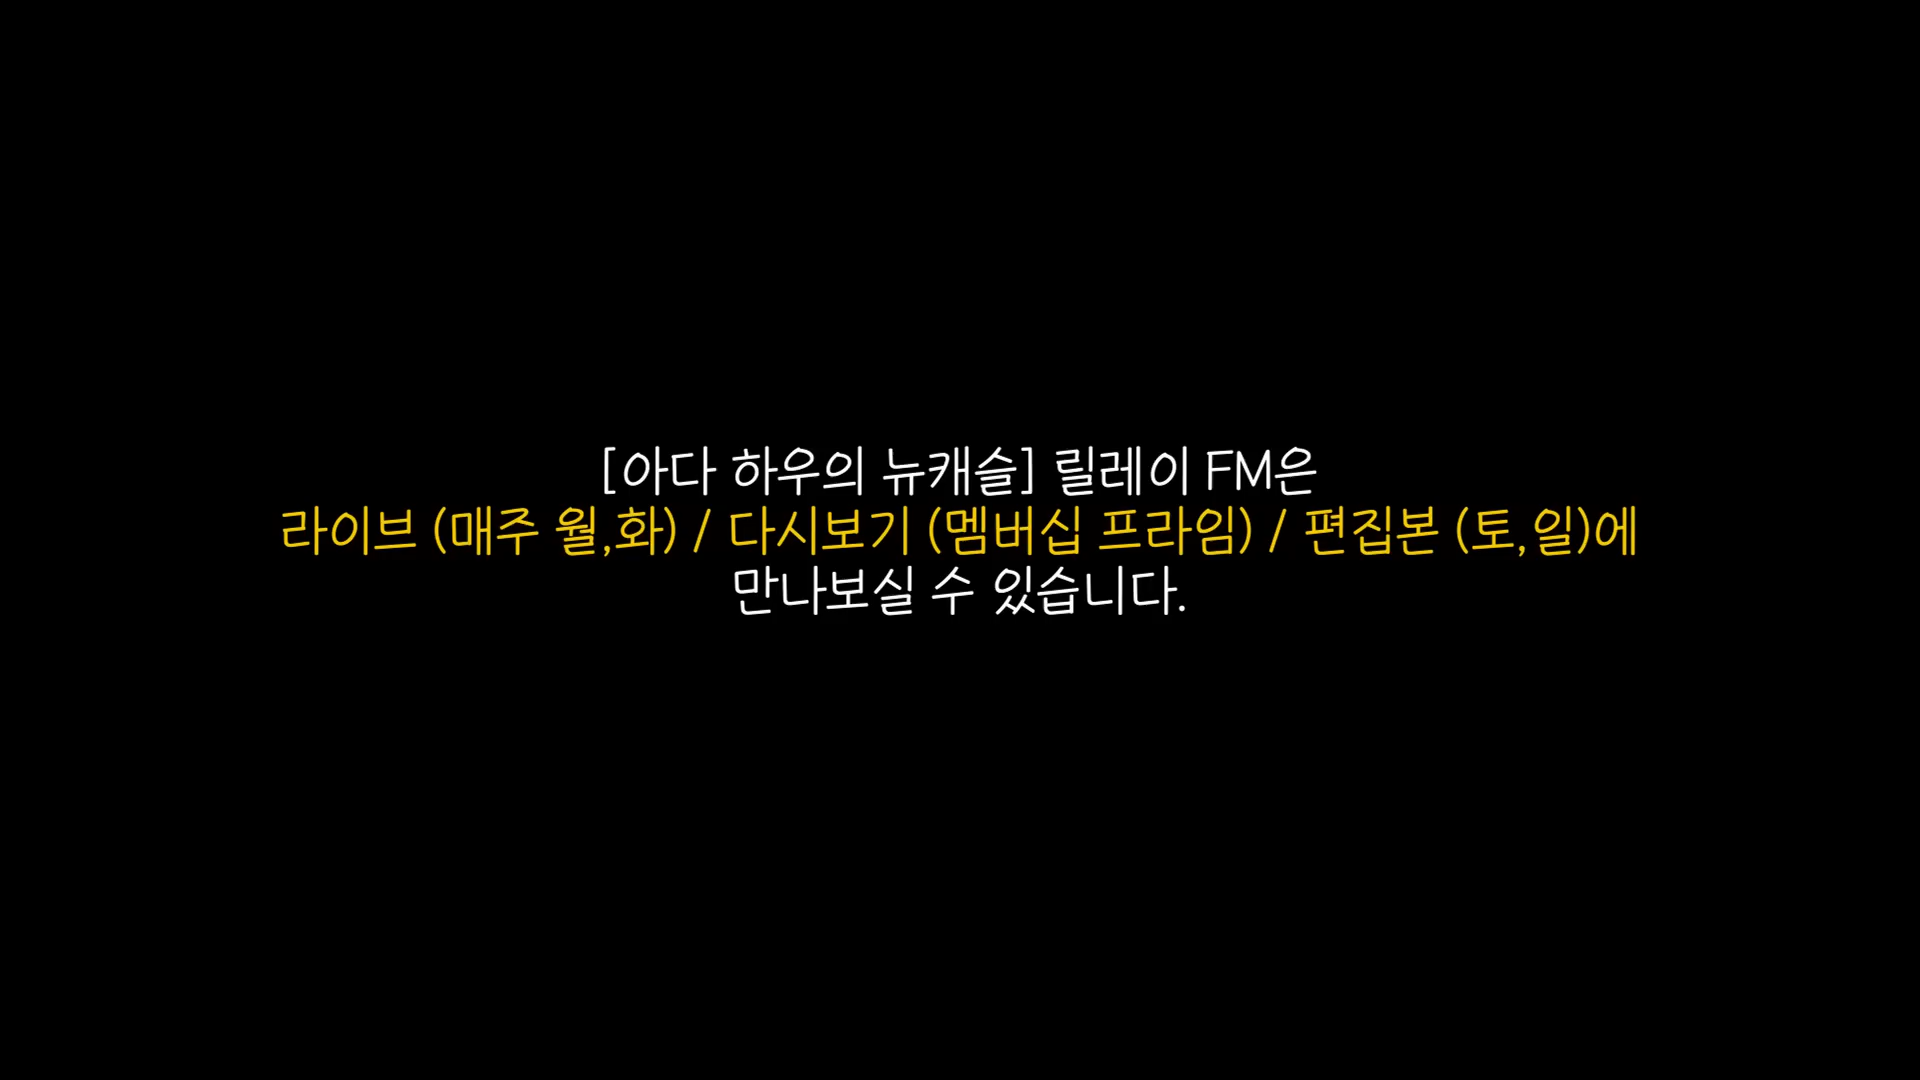 [아다 하우의 뉴캐슬] 릴레이 FM은
라이브 (매주 월,화) / 다시보기 (멤버십 프라임) / 편집본 (토,일)에
만나보실 수 있습니다.